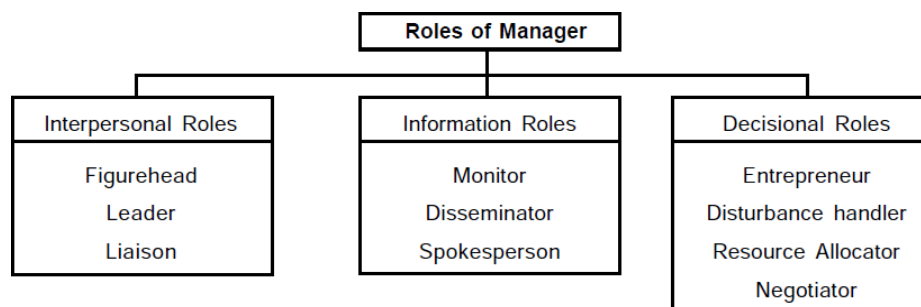 Roles of Manager
Interpersonal Roles
Figurehead
Leader
Liaison
Information Roles
Monitor
Disseminator
Spokesperson
Decisional Roles
Entrepreneur
Disturbance handler
Resource Allocator
Negotiator